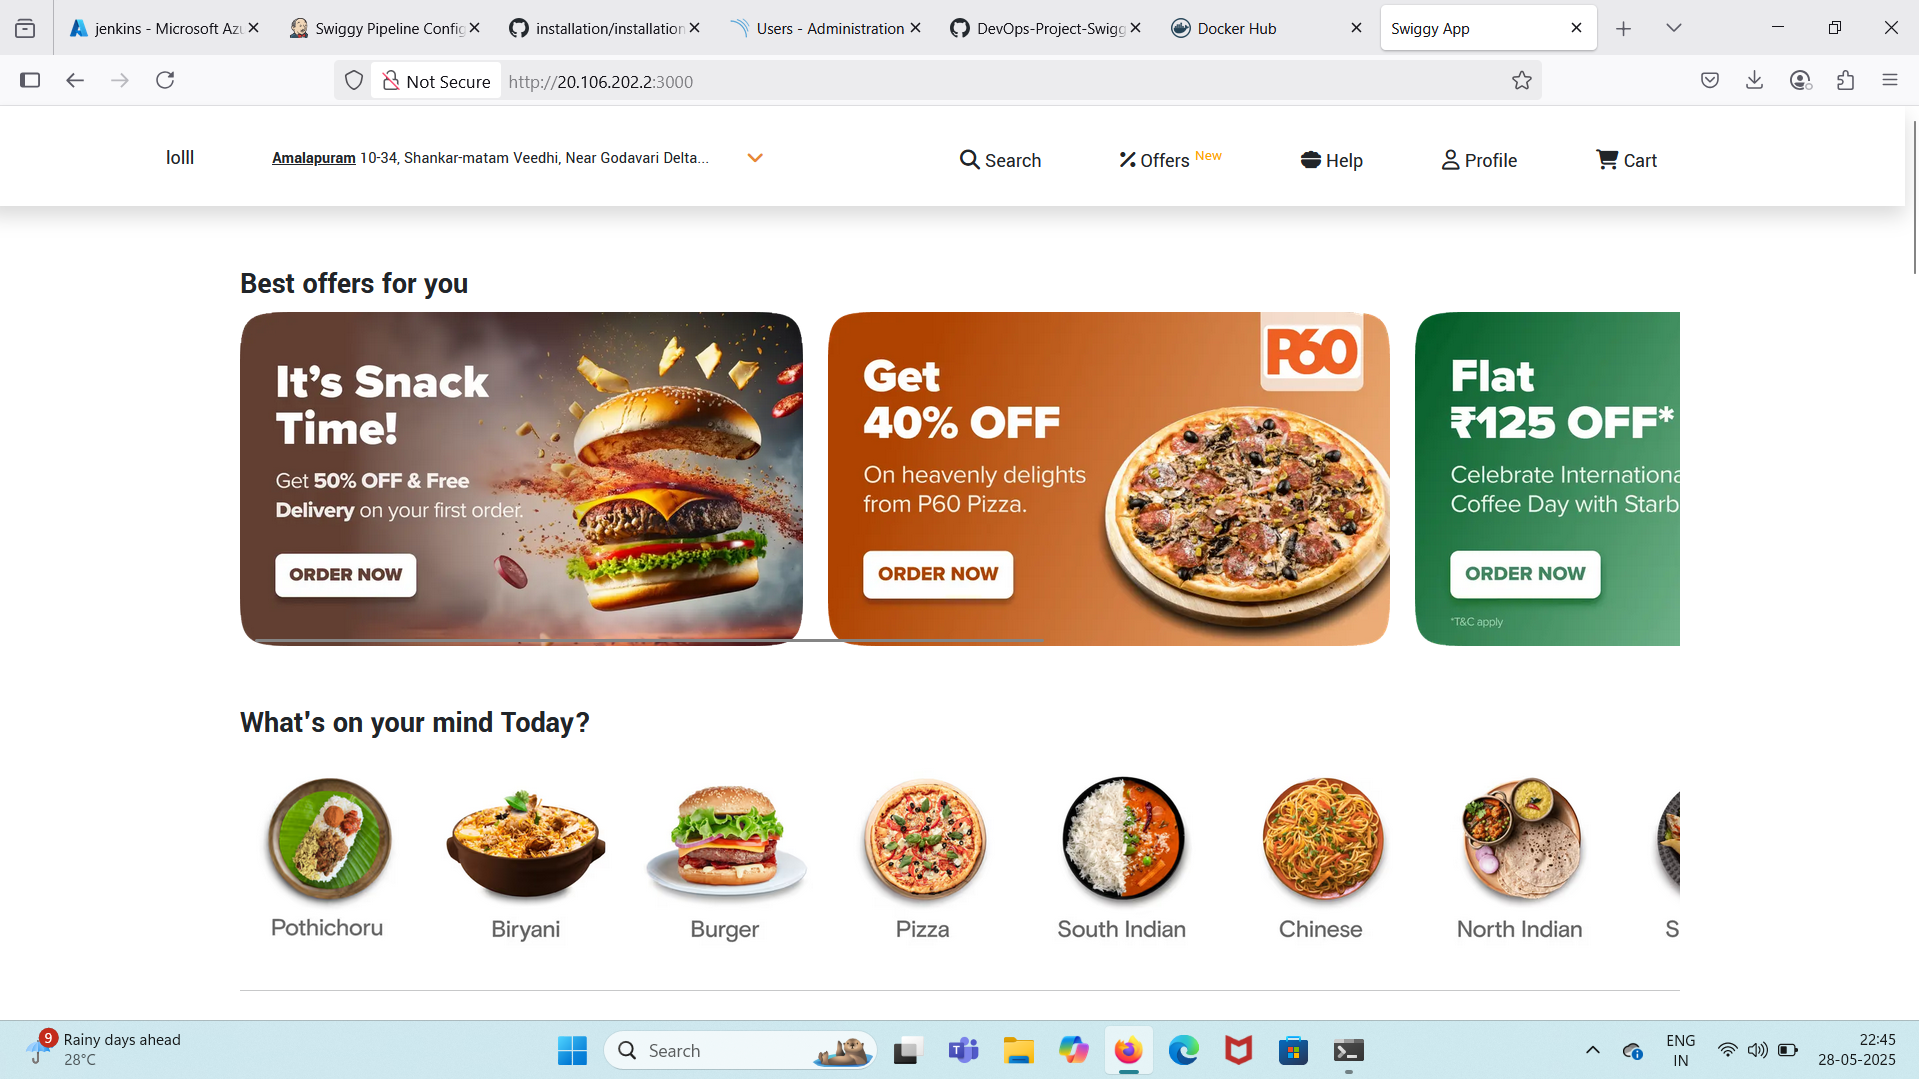 jenkins - Microsoft Azu
Swiggy Pipeline Config
installation/installation
Users - Administration
DevOps-Project-Swigg
Docker Hub
Swiggy App
Not Secure
http://20.106.202.2:3000
lolll
Amalapuram 10-34, Shankar-matam Veedhi, Near Godavari Delta...
Search
Offers New
Help
Profile
Cart
Best offers for you
It's Snack
Time!
Get 50% OFF & Free
Delivery on your first order.
ORDER NOW
P60
Get
40% OFF
On heavenly delights
from P60 Pizza.
ORDER NOW
Flat
₹125 OFF*
Celebrate Internationa
Coffee Day with Starb
ORDER NOW
*T&C apply
What's on your mind Today?
Pothichoru
Biryani
Burger
Pizza
South Indian
Chinese
North Indian
S
9
Rainy days ahead
28°C
Search
ENG
IN
22:45
28-05-2025